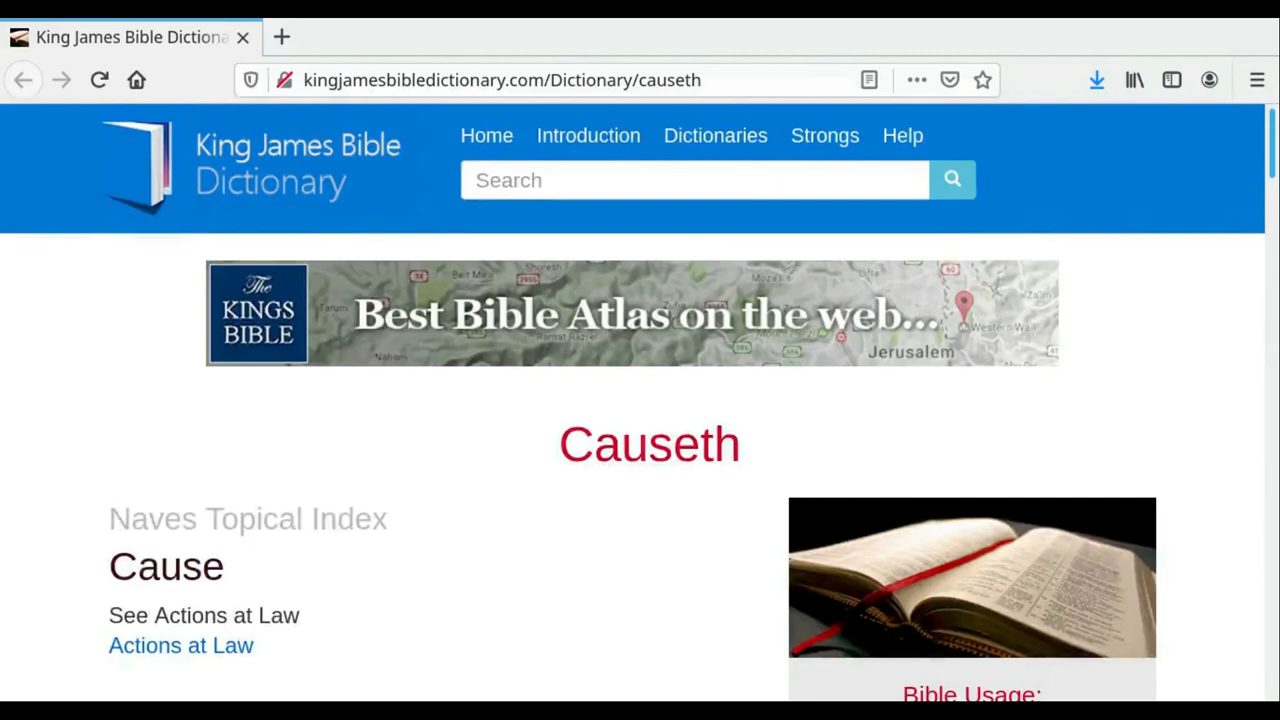 King James Bible Dictiona
kingjamesbibledictionary.com/Dictionary/causeth
King James Bible
Dictionary
Home Introduction Dictionaries Strongs Help
Search
The
KINGS
BIBLE
Best Bible Atlas on the web...
Jerusalem
Western Wall
Causeth
Naves Topical Index
Cause
See Actions at Law
Actions at Law
Bible Usage: